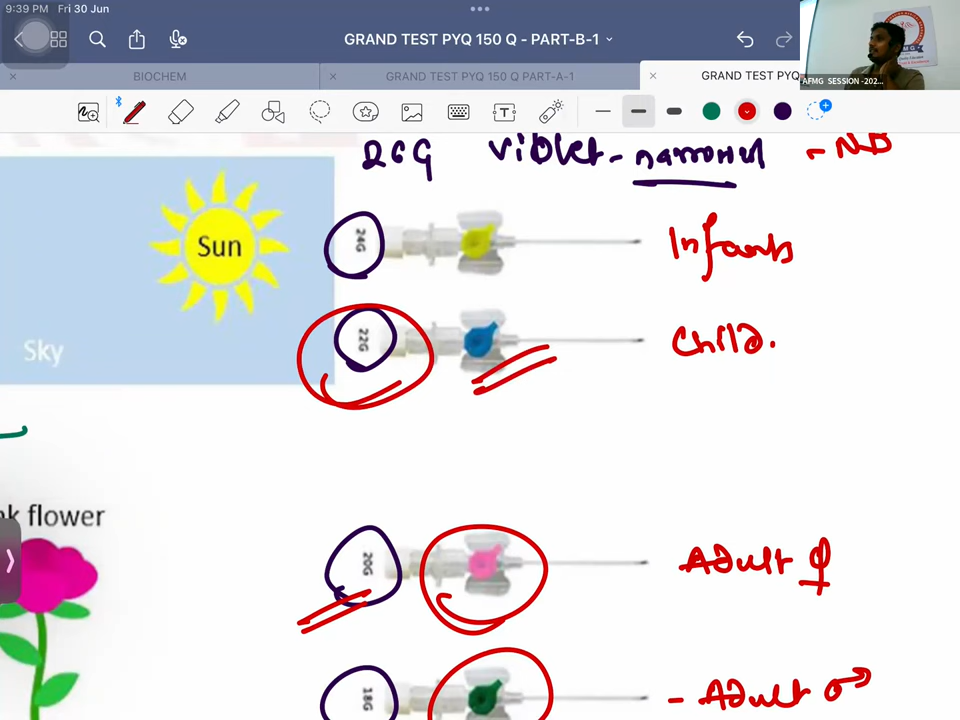 9:39 PM Fri 30 Jun
GRAND TEST PYQ 150 Q - PART-B-1
BIOCHEM
GRAND TEST PYQ 150 Q PART-A-1
GRAND TEST PYQ
AFMG SESSION -202...
26G violet - narrowest - NB
Sun
24G
Infants
Sky
22G
Child.
nk flower
20G
Adult ♀
18G
- Adult ♂